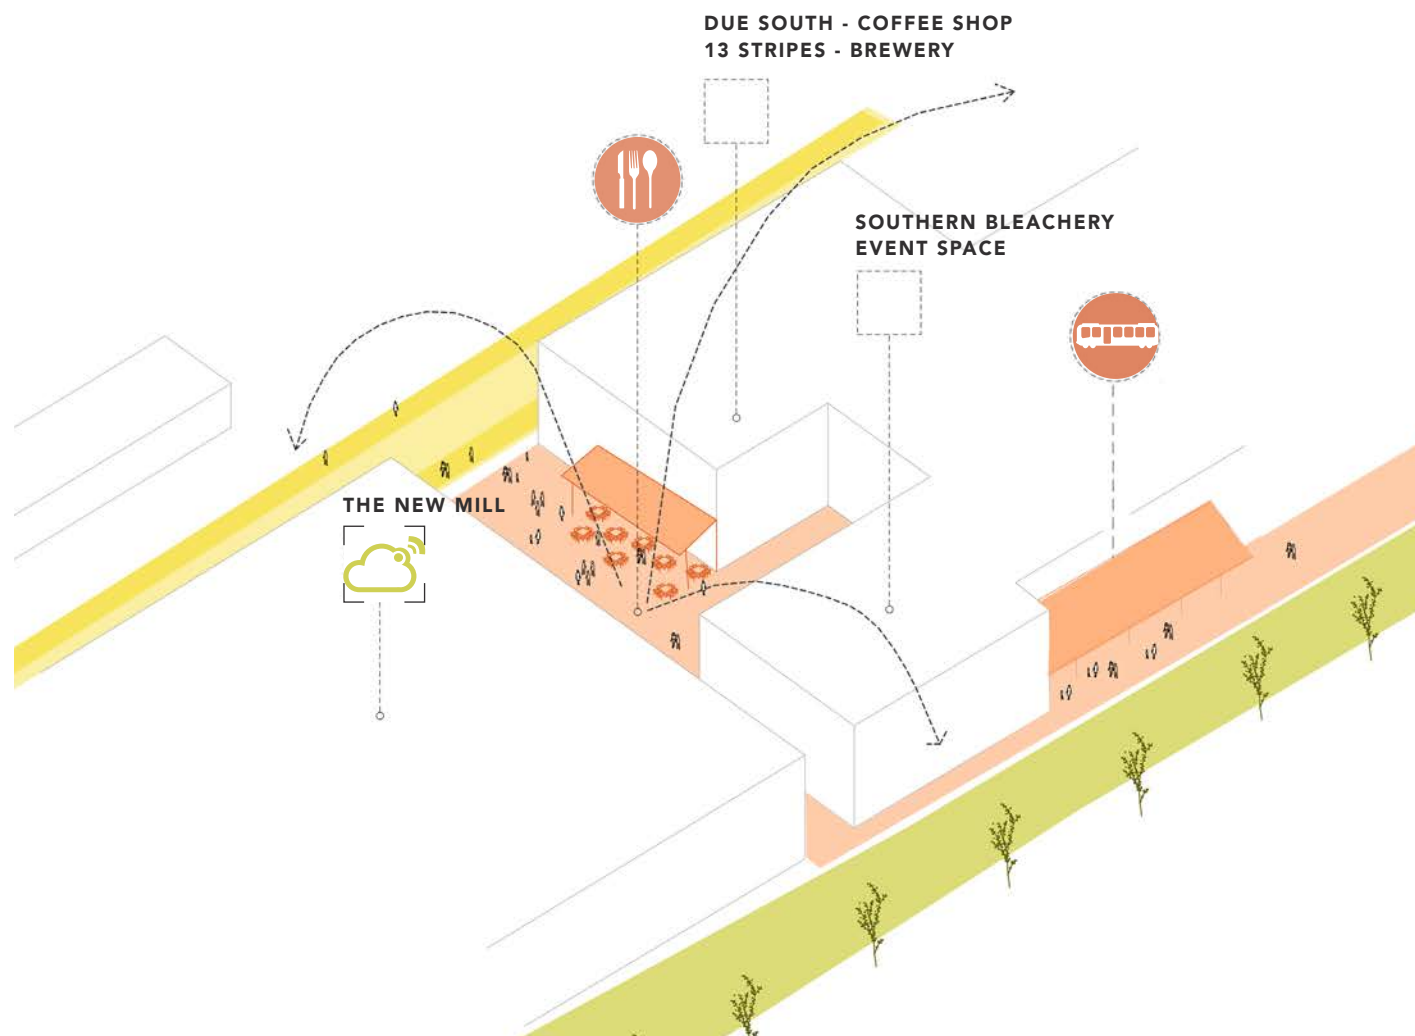 DUE SOUTH - COFFEE SHOP
13 STRIPES - BREWERY
SOUTHERN BLEACHERY
EVENT SPACE
THE NEW MILL